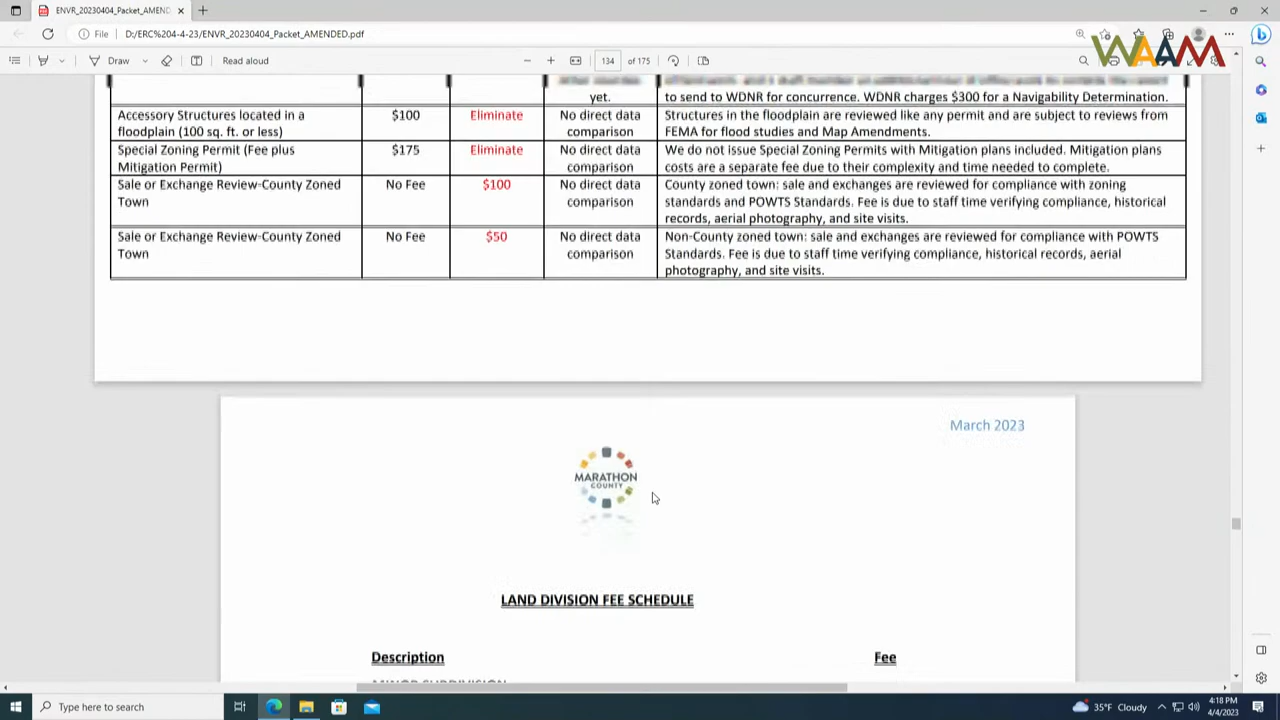 ENVR_20230404_Packet_AMENDED
File D:/ERC%204-4-23/ENVR_20230404_Packet_AMENDED.pdf
WAAM
Draw Read aloud 134 of 175
yet. to send to WDNR for concurrence. WDNR charges $300 for a Navigability Determination.
Accessory Structures located in a $100 Eliminate No direct data Structures in the floodplain are reviewed like any permit and are subject to reviews from
floodplain (100 sq. ft. or less) comparison FEMA for flood studies and Map Amendments.
Special Zoning Permit (Fee plus $175 Eliminate No direct data We do not issue Special Zoning Permits with Mitigation plans included. Mitigation plans
Mitigation Permit) comparison costs are a separate fee due to their complexity and time needed to complete.
Sale or Exchange Review-County Zoned No Fee $100 No direct data County zoned town: sale and exchanges are reviewed for compliance with zoning
Town comparison standards and POWTS Standards. Fee is due to staff time verifying compliance, historical
records, aerial photography, and site visits.
Sale or Exchange Review-County Zoned No Fee $50 No direct data Non-County zoned town: sale and exchanges are reviewed for compliance with POWTS
Town comparison Standards. Fee is due to staff time verifying compliance, historical records, aerial
photography, and site visits.
March 2023
MARATHON
COUNTY
LAND DIVISION FEE SCHEDULE
Description Fee
MINOR SUBDIVISION
Type here to search 35°F Cloudy 4:18 PM
4/4/2023